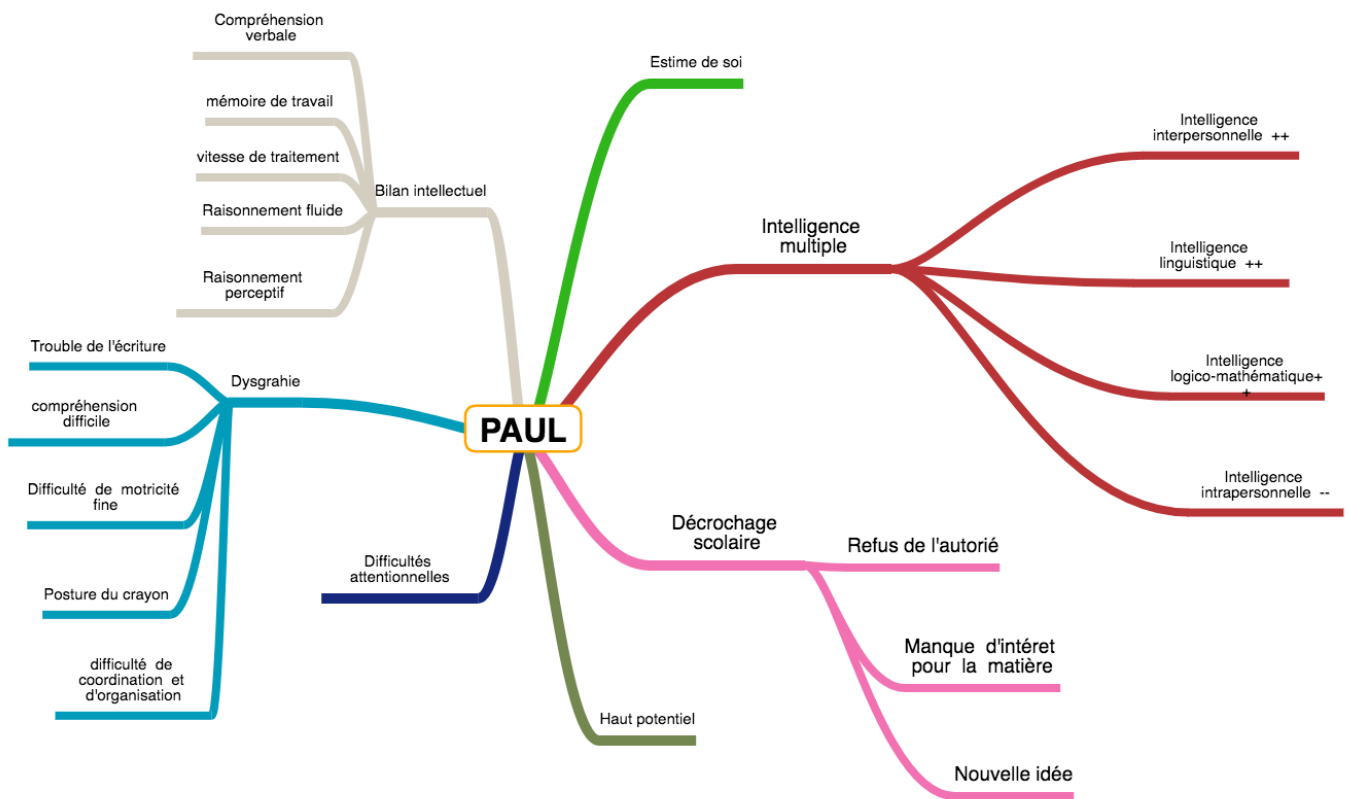 Compréhension
verbale
mémoire de travail
vitesse de traitement
Bilan intellectuel
Raisonnement fluide
Raisonnement
perceptif
Trouble de l'écriture
Dysgrahie
compréhension
difficile
Difficulté de motricité
fine
Posture du crayon
difficulté de
coordination et
d'organisation
PAUL
Difficultés
attentionnelles
Haut potentiel
Estime de soi
Intelligence
multiple
Intelligence
interpersonnelle ++
Intelligence
linguistique ++
Intelligence
logico-mathématique+
+
Intelligence
intrapersonnelle --
Décrochage
scolaire
Refus de l'autorié
Manque d'intéret
pour la matière
Nouvelle idée